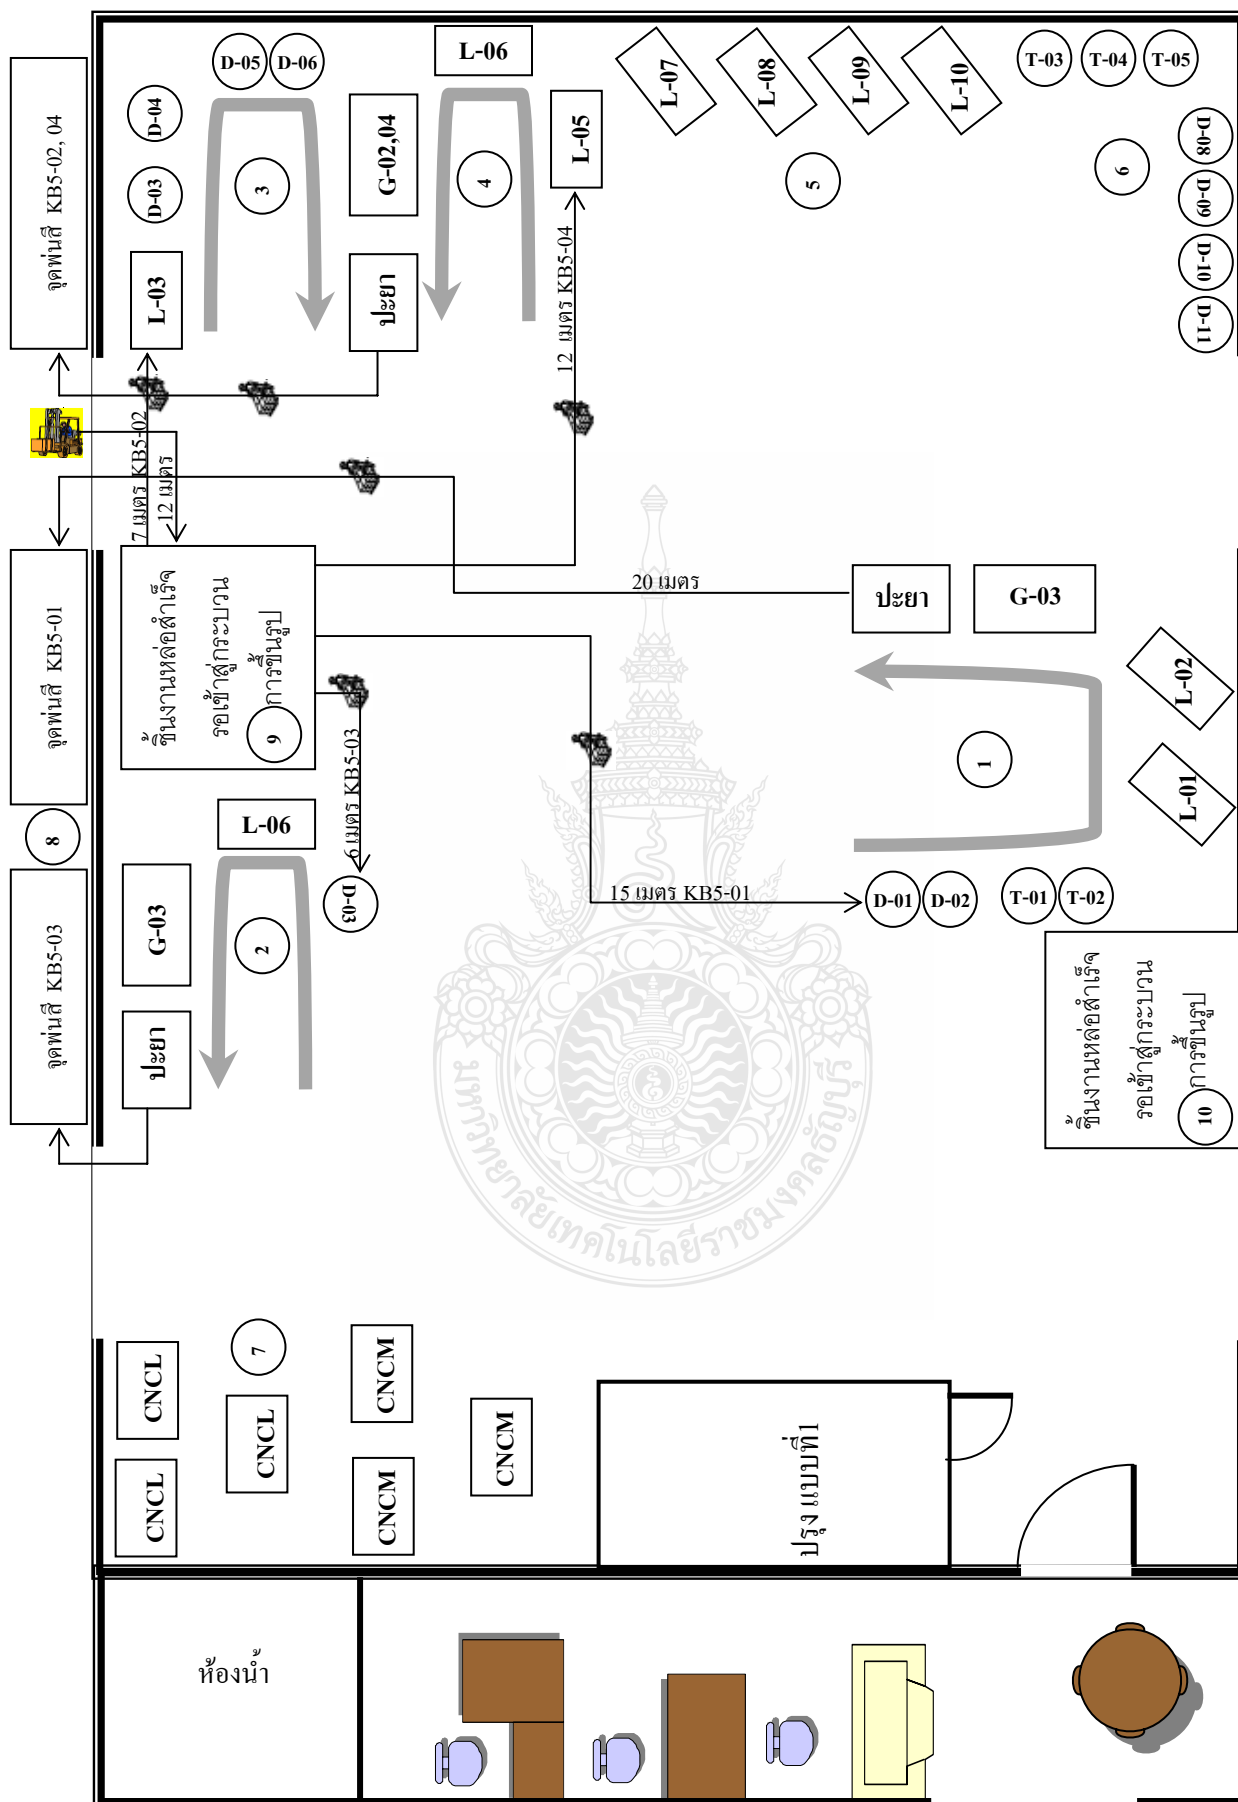 L-06
D-05
D-06
L-07
L-08
L-09
L-10
T-03
T-04
T-05
D-04
D-03
G-02,04
L-05
D-08
D-09
D-10
D-11
จุดพ่นสี KB5-02, 04
3
4
5
6
L-03
ปะยา
12 เมตร KB5-04
7 เมตร KB5-02
12 เมตร
จุดพ่นสี KB5-01
ชิ้นงานหล่อสำเร็จ
รอเข้าสู่กระบวน
การขึ้นรูป
9
20 เมตร
ปะยา
G-03
L-02
L-01
1
6 เมตร KB5-03
8
L-06
D-03
15 เมตร KB5-01
D-01
D-02
T-01
T-02
จุดพ่นสี KB5-03
G-03
2
ปะยา
ชิ้นงานหล่อสำเร็จ
รอเข้าสู่กระบวน
การขึ้นรูป
10
มหาวิทยาลัยเทคโนโลยีราชมงคลธัญบุรี
7
CNCL
CNCL
CNCL
CNCM
CNCM
CNCM
ปรุง แบบที่1
ห้องน้ำ